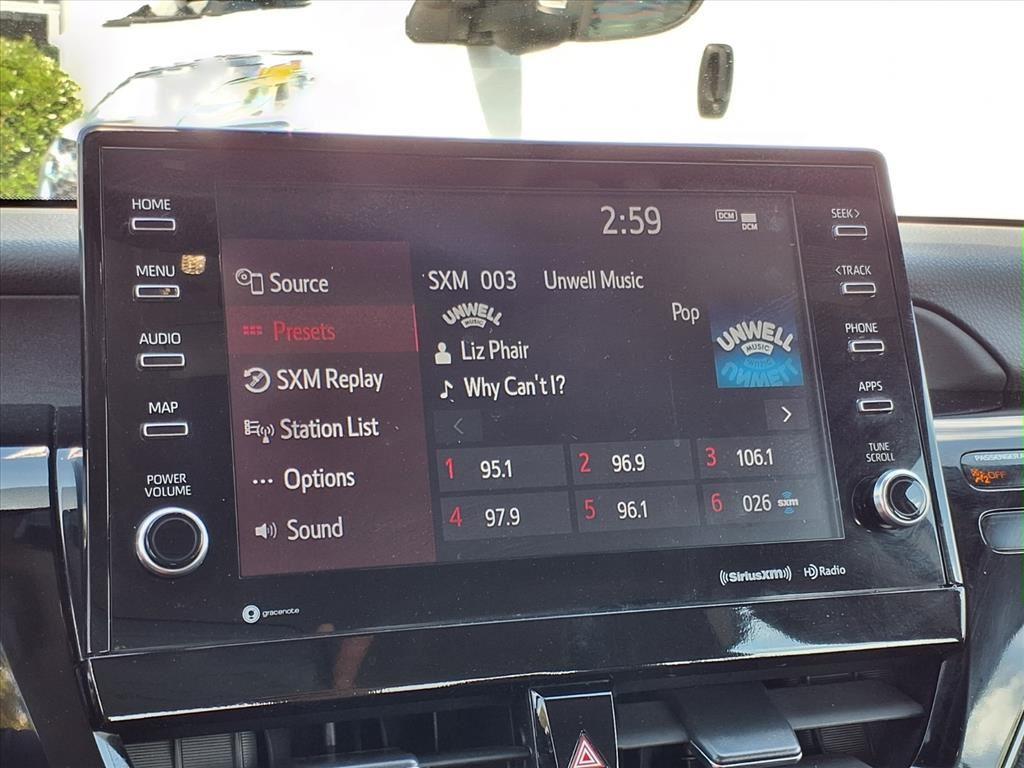 HOME
MENU
AUDIO
MAP
POWER
VOLUME
2:59
DCM
DCM
Source
Presets
SXM Replay
Station List
Options
Sound
SXM 003 Unwell Music
UNWELL
MUSIC
Pop
Liz Phair
Why Can't I?
UNWELL
MUSIC
< >
1 95.1
2 96.9
3 106.1
4 97.9
5 96.1
6 026 sxm
SEEK >
< TRACK
PHONE
APPS
TUNE
SCROLL
gracenote
((SiriusXM))
HD Radio
PASSENGER
OFF